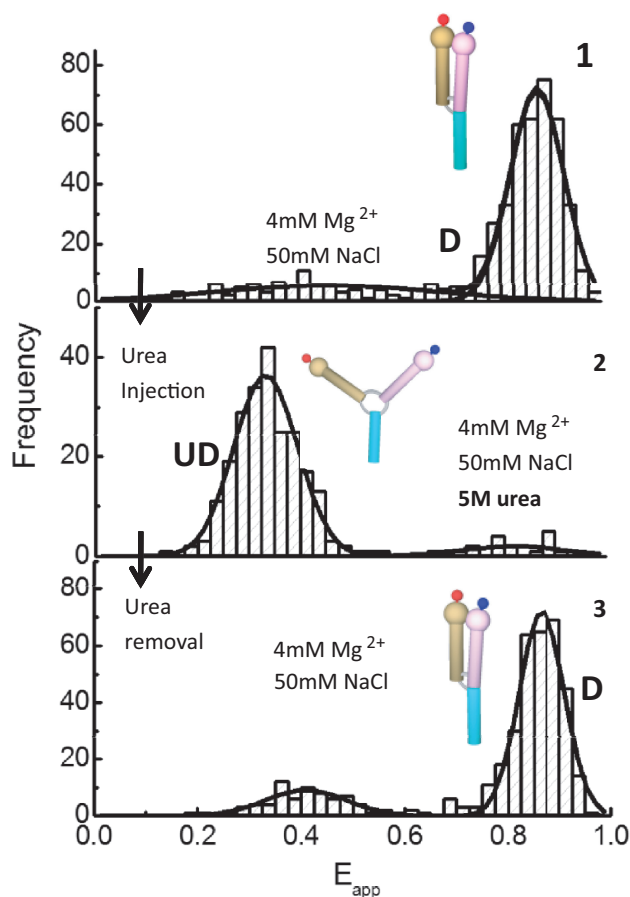 1
80
60
40
20
0
4mM Mg 2+
50mM NaCl
D
Urea
Injection
2
40
20
0
UD
4mM Mg 2+
50mM NaCl
5M urea
Frequency
Urea
removal
3
80
60
40
20
0
4mM Mg 2+
50mM NaCl
D
0.0 0.2 0.4 0.6 0.8 1.0
E app